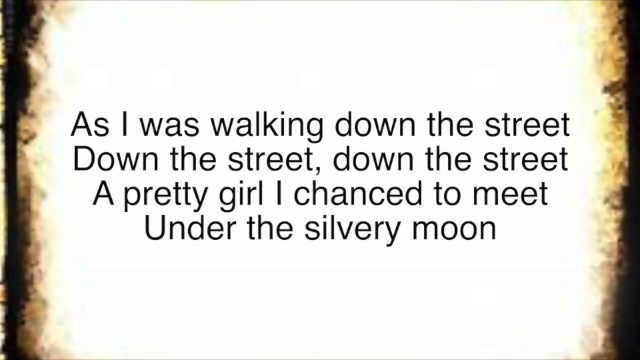 As I was walking down the street
Down the street, down the street
A pretty girl I chanced to meet
Under the silvery moon